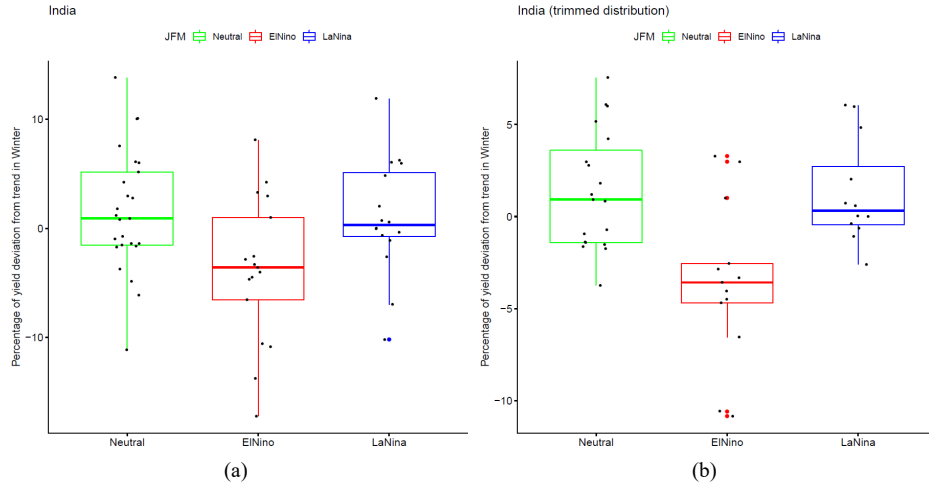 India
JFM Neutral ElNino LaNina
Percentage of yield deviation from trend in Winter
10
0
−10
Neutral ElNino LaNina
(a)
India (trimmed distribution)
JFM Neutral ElNino LaNina
Percentage of yield deviation from trend in Winter
5
0
−5
−10
Neutral ElNino LaNina
(b)